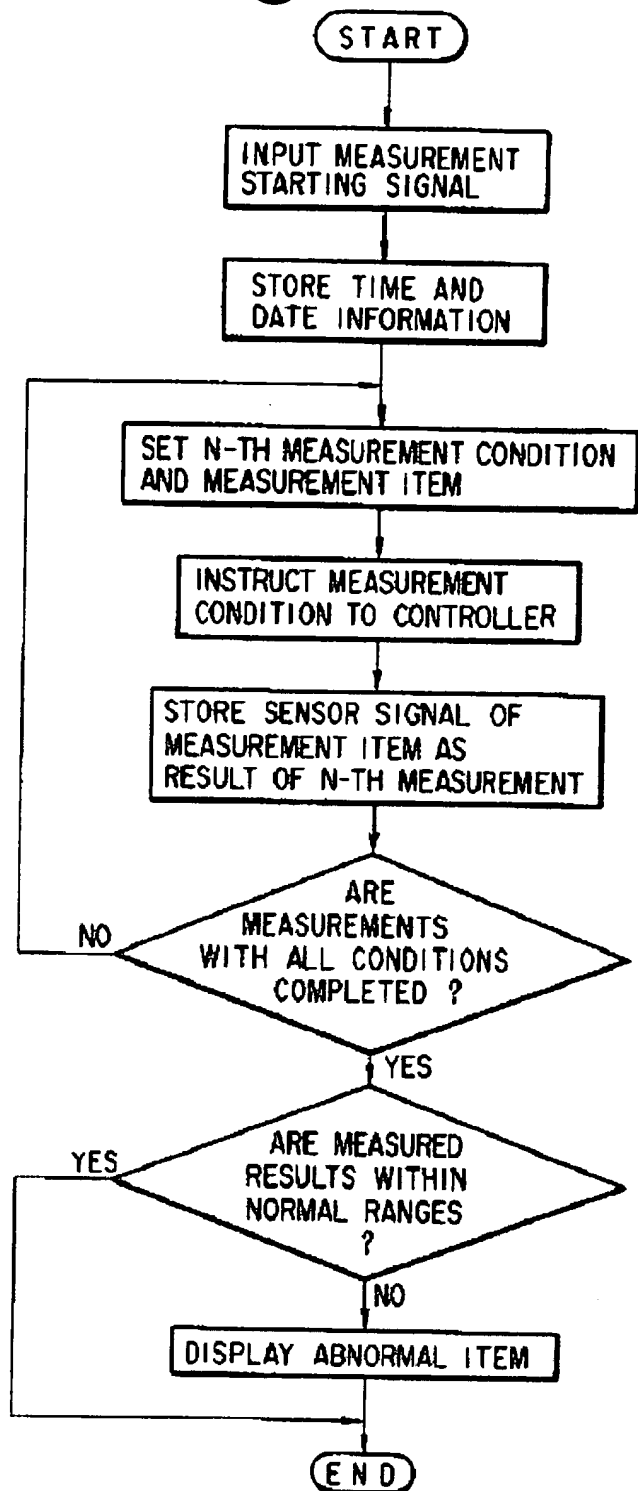 START
INPUT MEASUREMENT
STARTING SIGNAL
STORE TIME AND
DATE INFORMATION
SET N-TH MEASUREMENT CONDITION
AND MEASUREMENT ITEM
INSTRUCT MEASUREMENT
CONDITION TO CONTROLLER
STORE SENSOR SIGNAL OF
MEASUREMENT ITEM AS
RESULT OF N-TH MEASUREMENT
ARE
MEASUREMENTS
WITH ALL CONDITIONS
COMPLETED ?
NO
YES
ARE MEASURED
RESULTS WITHIN
NORMAL RANGES
?
YES
NO
DISPLAY ABNORMAL ITEM
END